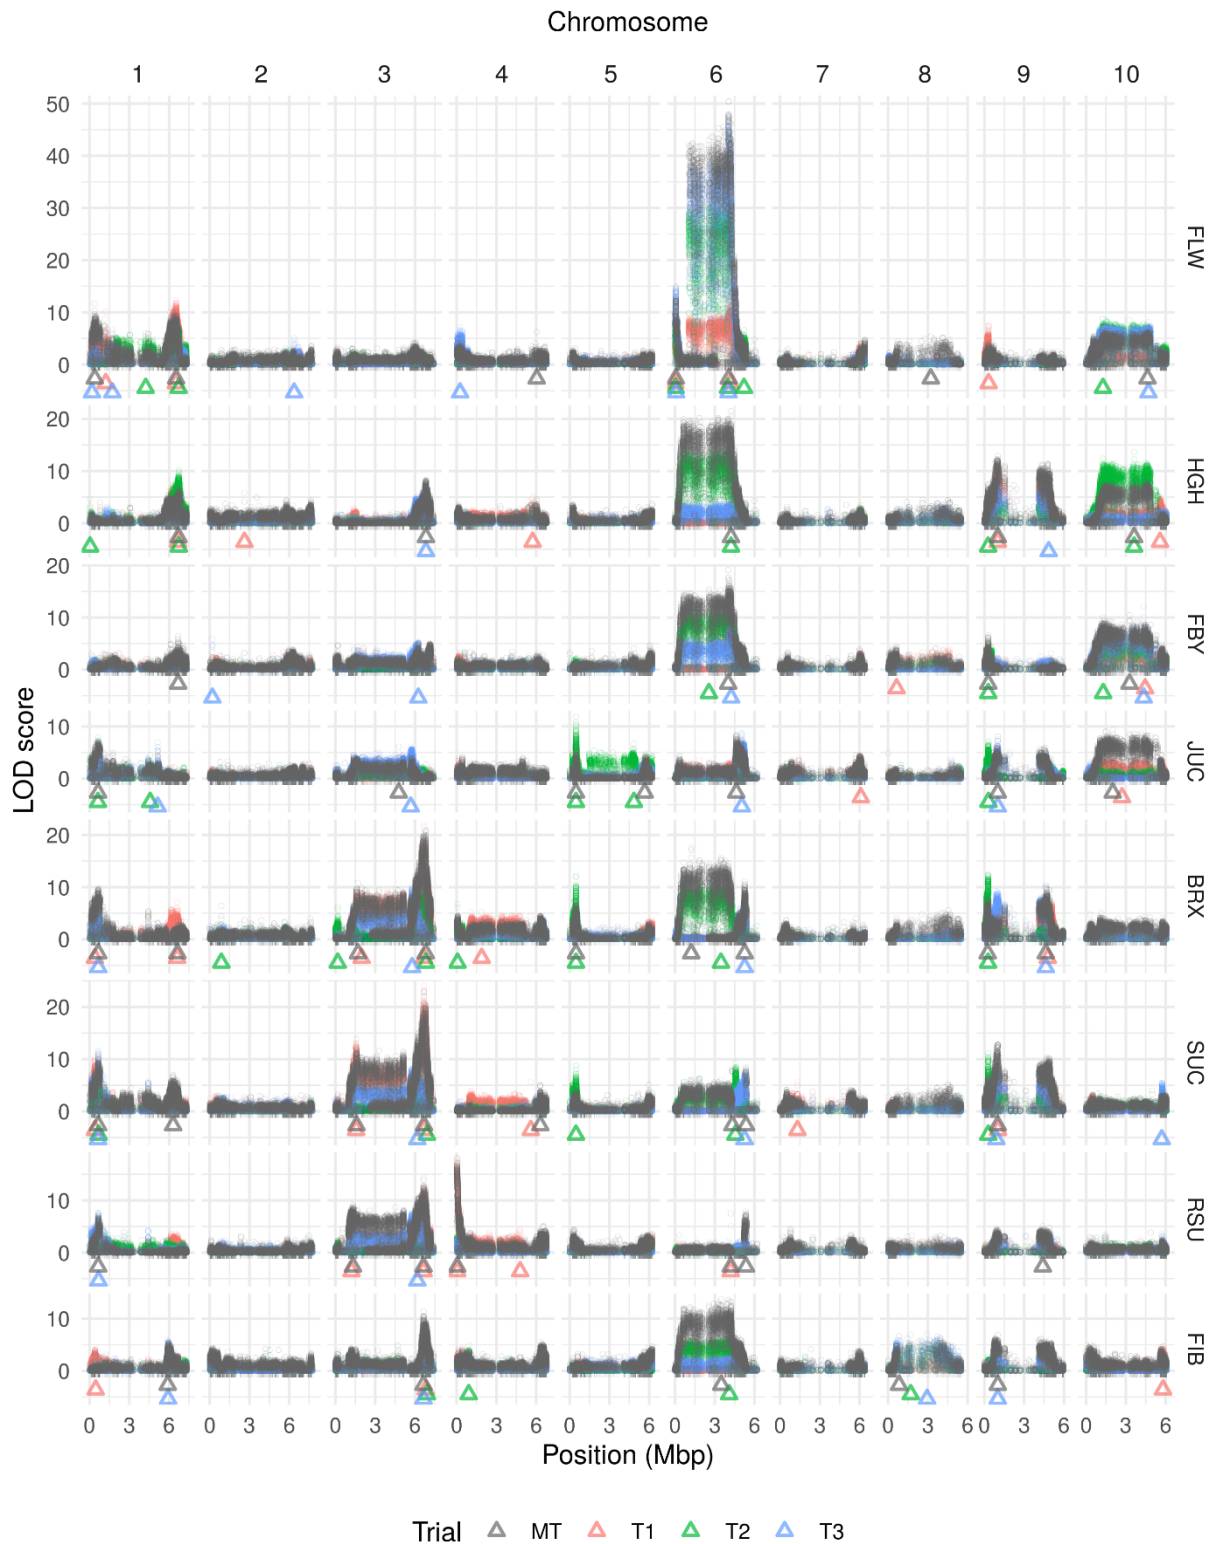 Chromosome
1 2 3 4 5 6 7 8 9 10
50
40
30
20
10
0
FLW
20
10
0
HGH
20
10
0
FBY
10
0
JUC
LOD score
20
10
0
BRX
20
10
0
SUC
10
0
RSU
10
0
FIB
0 3 6 0 3 6 0 3 6 0 3 6 0 3 6 0 3 6 0 3 6 0 3 6 0 3 6 0 3 6
Position (Mbp)
Trial MT T1 T2 T3